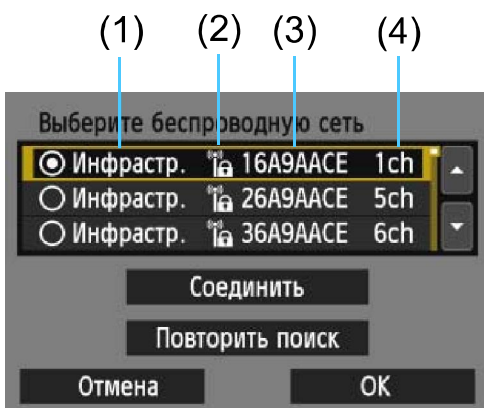 (1) (2) (3) (4)
Выберите беспроводную сеть
Инфрастр. 16A9AACE 1ch
Инфрастр. 26A9AACE 5ch
Инфрастр. 36A9AACE 6ch
Соединить
Повторить поиск
Отмена OK